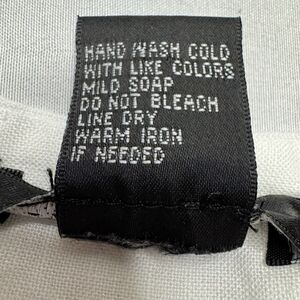 HAND WASH COLD
WITH LIKE COLORS
MILD SOAP
DO NOT BLEACH
LINE DRY
WARM IRON
IF NEEDED